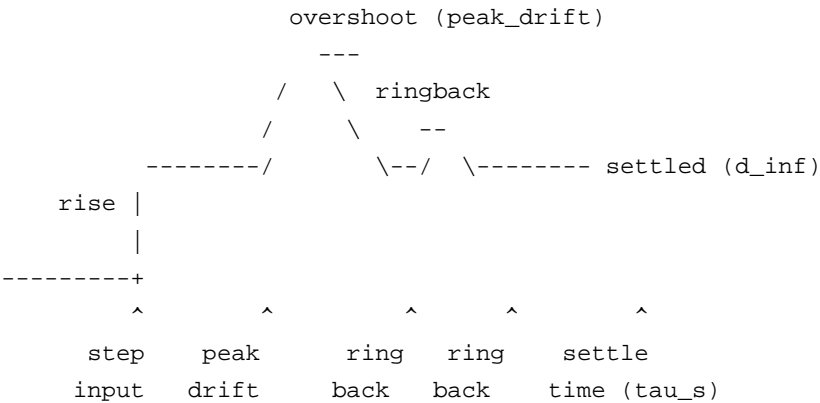 overshoot (peak_drift)
---
/ \ ringback
/ \ --
--------/ \--/ \-------- settled (d_inf)
rise |
|
---------+
^ ^ ^ ^ ^
step peak ring ring settle
input drift back back time (tau_s)